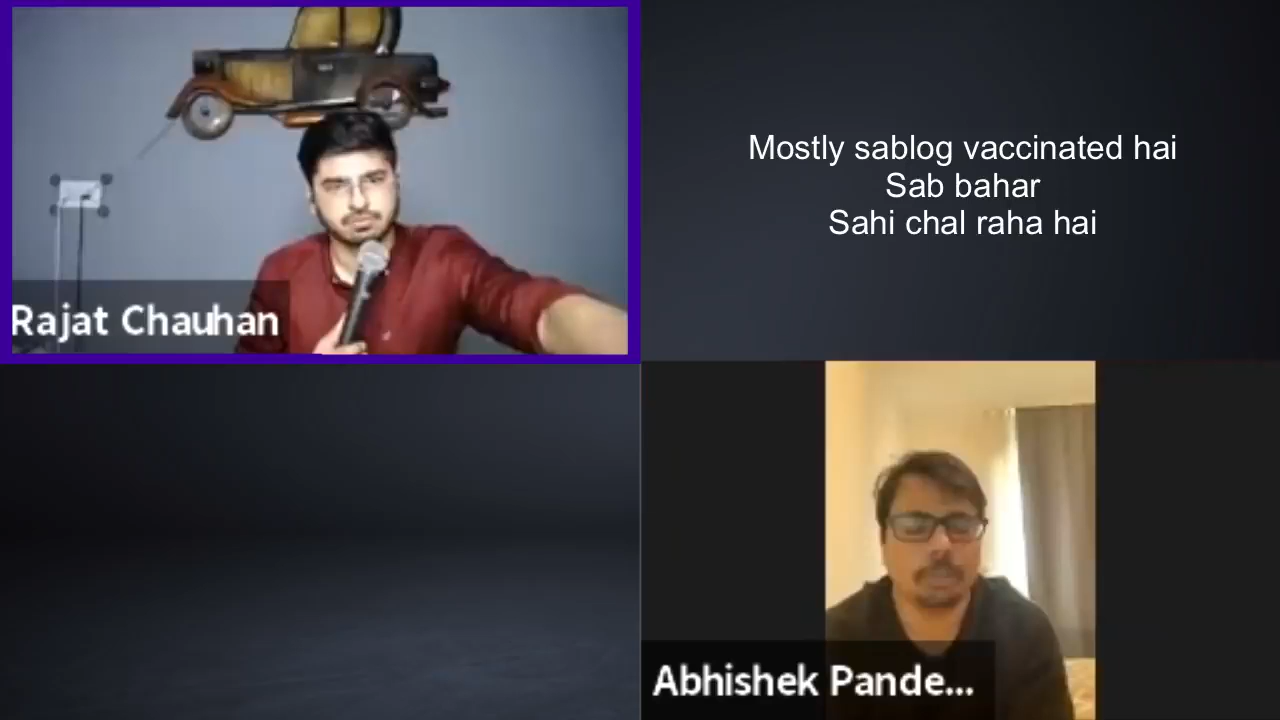 Mostly sablog vaccinated hai
Sab bahar
Sahi chal raha hai
Rajat Chauhan
Abhishek Pande...